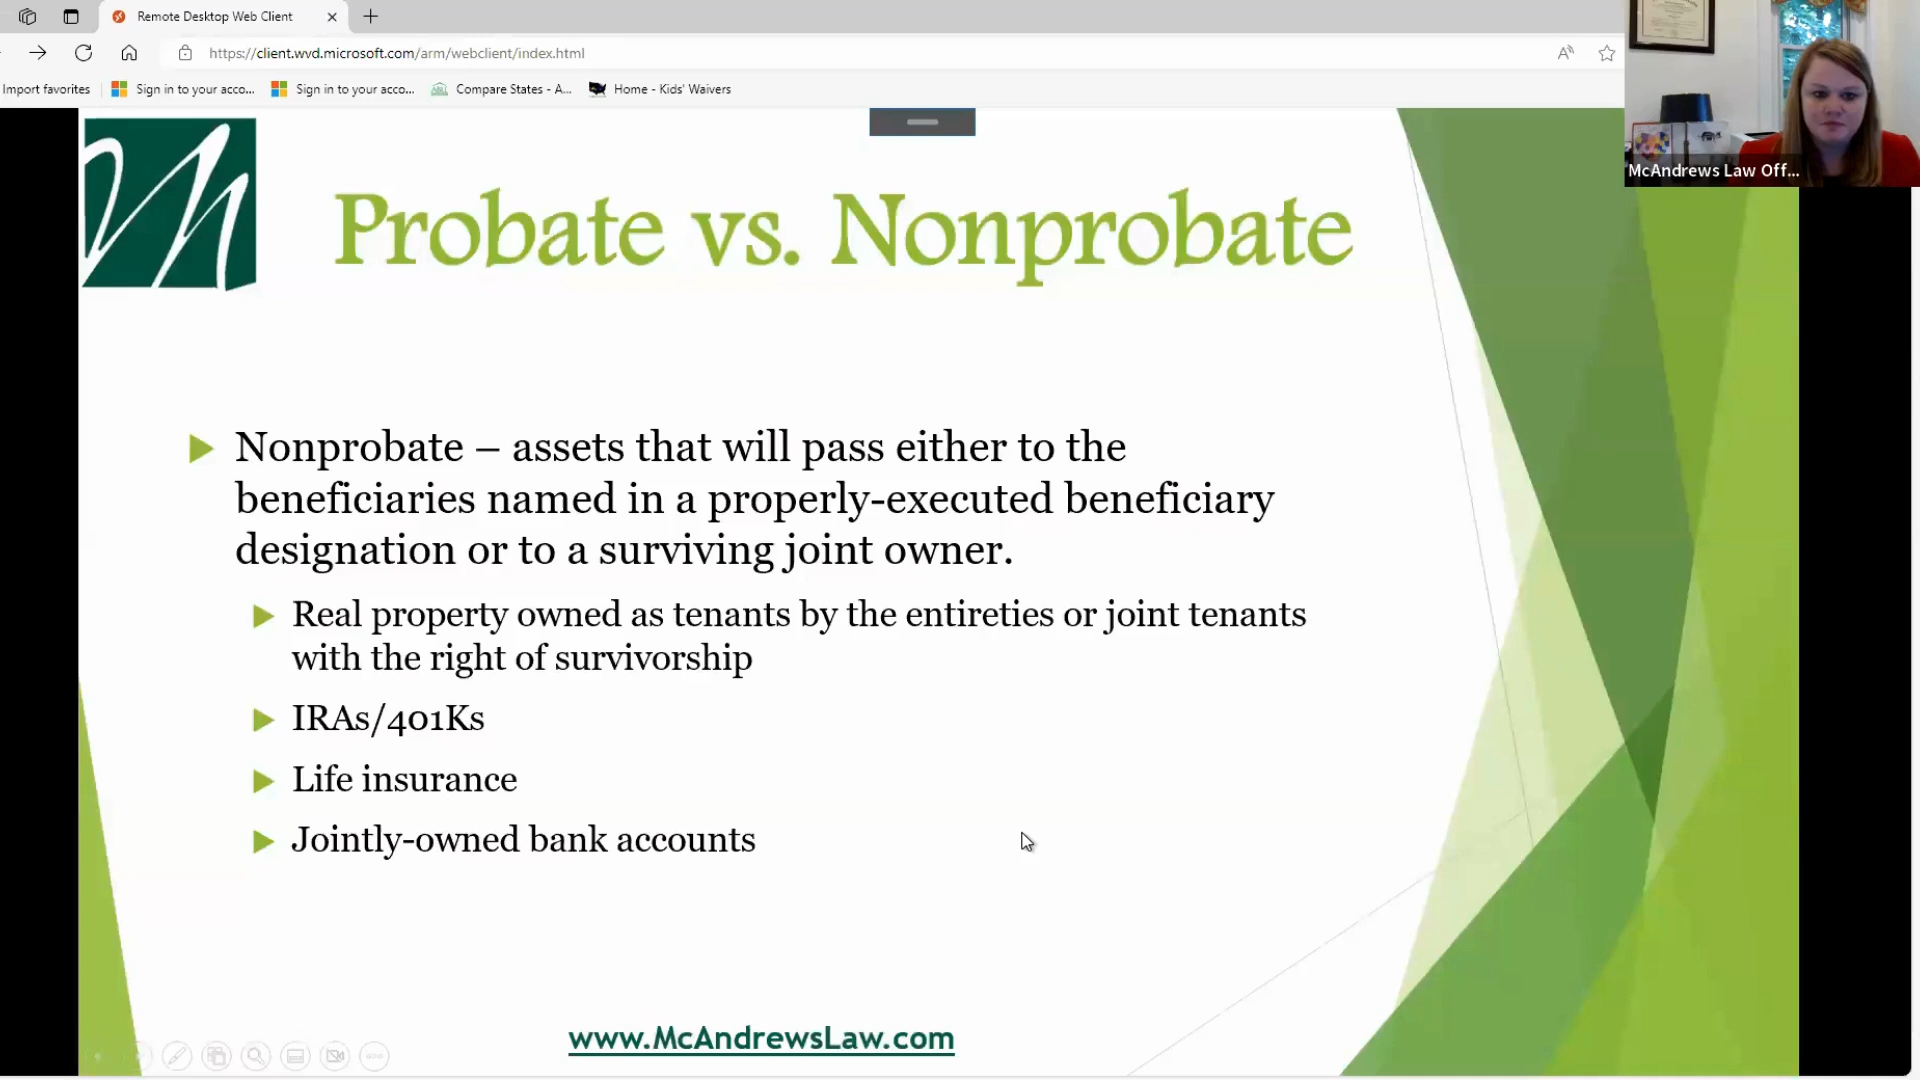 Remote Desktop Web Client
https://client.wvd.microsoft.com/arm/webclient/index.html
Import favorites
Sign in to your acco...
Sign in to your acco...
Compare States - A...
Home - Kids' Waivers
McAndrews Law Off...
Probate vs. Nonprobate
Nonprobate – assets that will pass either to the
beneficiaries named in a properly-executed beneficiary
designation or to a surviving joint owner.
Real property owned as tenants by the entireties or joint tenants
with the right of survivorship
IRAs/401Ks
Life insurance
Jointly-owned bank accounts
www.McAndrewsLaw.com